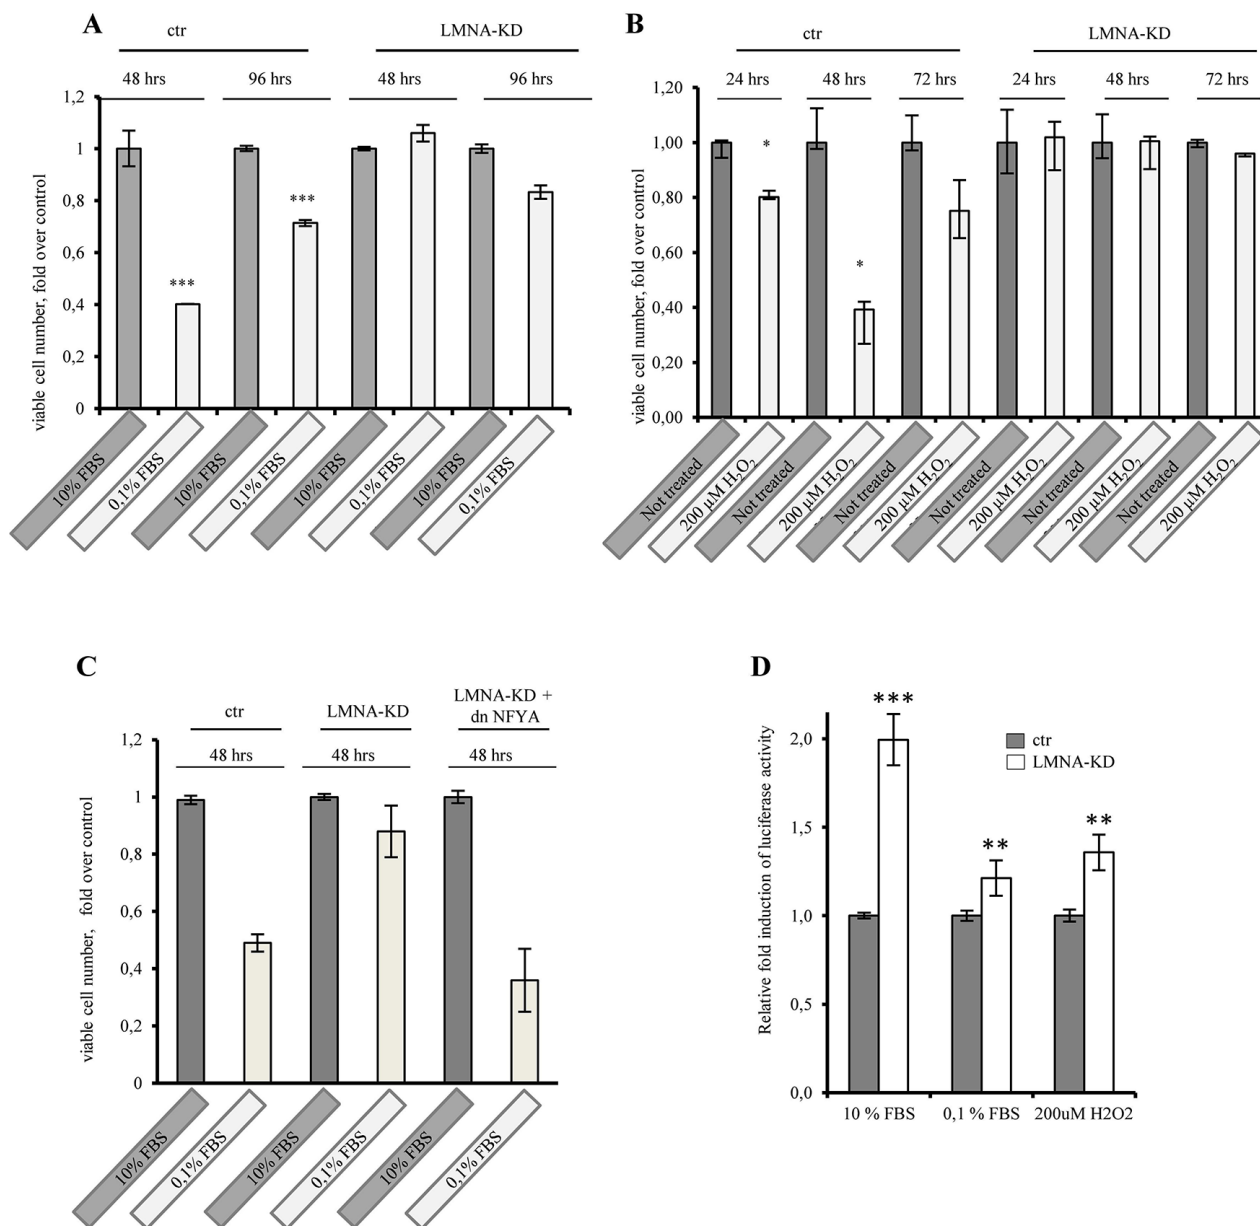 A
ctr
LMNA-KD
48 hrs
96 hrs
48 hrs
96 hrs
viable cell number, fold over control
1,2
1
0,8
0,6
0,4
0,2
0
***
***
10% FBS
0,1% FBS
10% FBS
0,1% FBS
10% FBS
0,1% FBS
10% FBS
0,1% FBS
B
ctr
LMNA-KD
24 hrs
48 hrs
72 hrs
24 hrs
48 hrs
72 hrs
viable cell number, fold over control
1,20
1,00
0,80
0,60
0,40
0,20
0,00
*
*
Not treated
200 µM H₂O₂
Not treated
200 µM H₂O₂
Not treated
200 µM H₂O₂
Not treated
200 µM H₂O₂
Not treated
200 µM H₂O₂
Not treated
200 µM H₂O₂
C
ctr
LMNA-KD
LMNA-KD +
dn NFYA
48 hrs
48 hrs
48 hrs
viable cell number, fold over control
1,2
1
0,8
0,6
0,4
0,2
0
10% FBS
0,1% FBS
10% FBS
0,1% FBS
10% FBS
0,1% FBS
D
Relative fold induction of luciferase activity
2,0
1,5
1,0
0,5
0,0
***
**
**
ctr
LMNA-KD
10 % FBS
0,1 % FBS
200uM H2O2